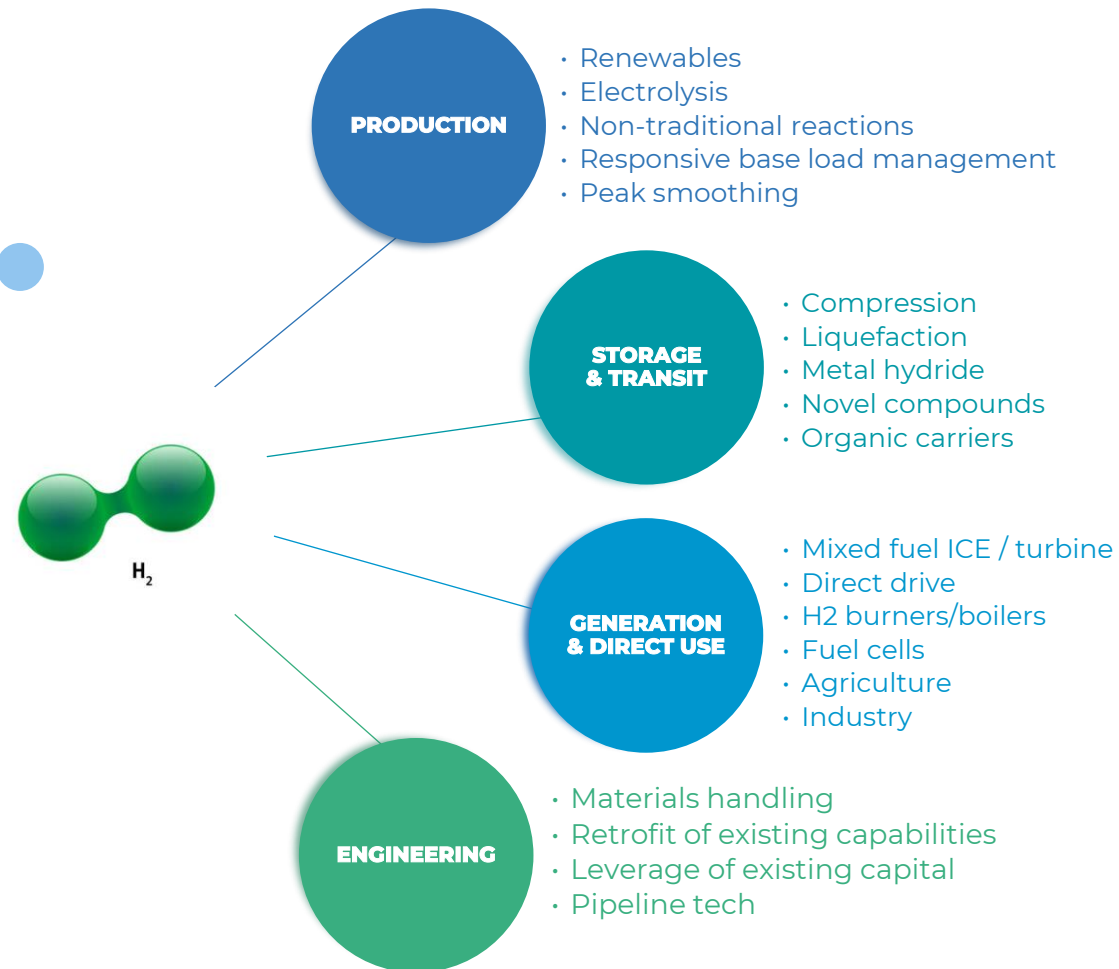 PRODUCTION
• Renewables
• Electrolysis
• Non-traditional reactions
• Responsive base load management
• Peak smoothing
STORAGE
& TRANSIT
• Compression
• Liquefaction
• Metal hydride
• Novel compounds
• Organic carriers
H₂
GENERATION
& DIRECT USE
• Mixed fuel ICE / turbine
• Direct drive
• H2 burners/boilers
• Fuel cells
• Agriculture
• Industry
ENGINEERING
• Materials handling
• Retrofit of existing capabilities
• Leverage of existing capital
• Pipeline tech